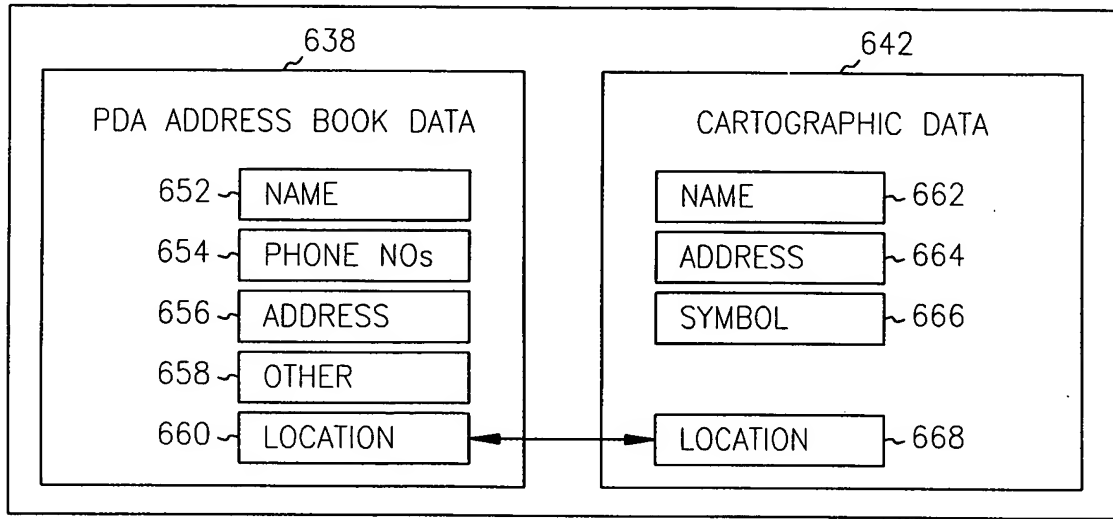 638
642
PDA ADDRESS BOOK DATA
CARTOGRAPHIC DATA
652 NAME
654 PHONE NOs
656 ADDRESS
658 OTHER
660 LOCATION
NAME 662
ADDRESS 664
SYMBOL 666
LOCATION 668